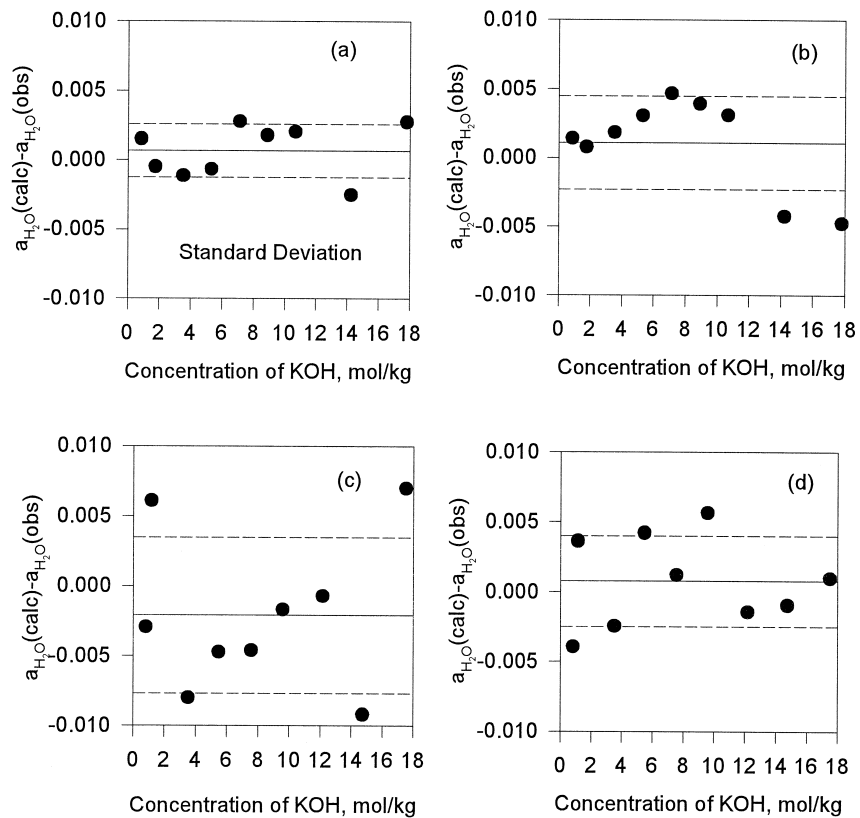 (a)
a_H₂O(calc)-a_H₂O(obs)
0.010
0.005
0.000
-0.005
-0.010
Standard Deviation
0 2 4 6 8 10 12 14 16 18
Concentration of KOH, mol/kg
(b)
a_H₂O(calc)-a_H₂O(obs)
0.010
0.005
0.000
-0.005
-0.010
0 2 4 6 8 10 12 14 16 18
Concentration of KOH, mol/kg
(c)
a_H₂O(calc)-a_H₂O(obs)
0.010
0.005
0.000
-0.005
-0.010
0 2 4 6 8 10 12 14 16 18
Concentration of KOH, mol/kg
(d)
a_H₂O(calc)-a_H₂O(obs)
0.010
0.005
0.000
-0.005
-0.010
0 2 4 6 8 10 12 14 16 18
Concentration of KOH, mol/kg